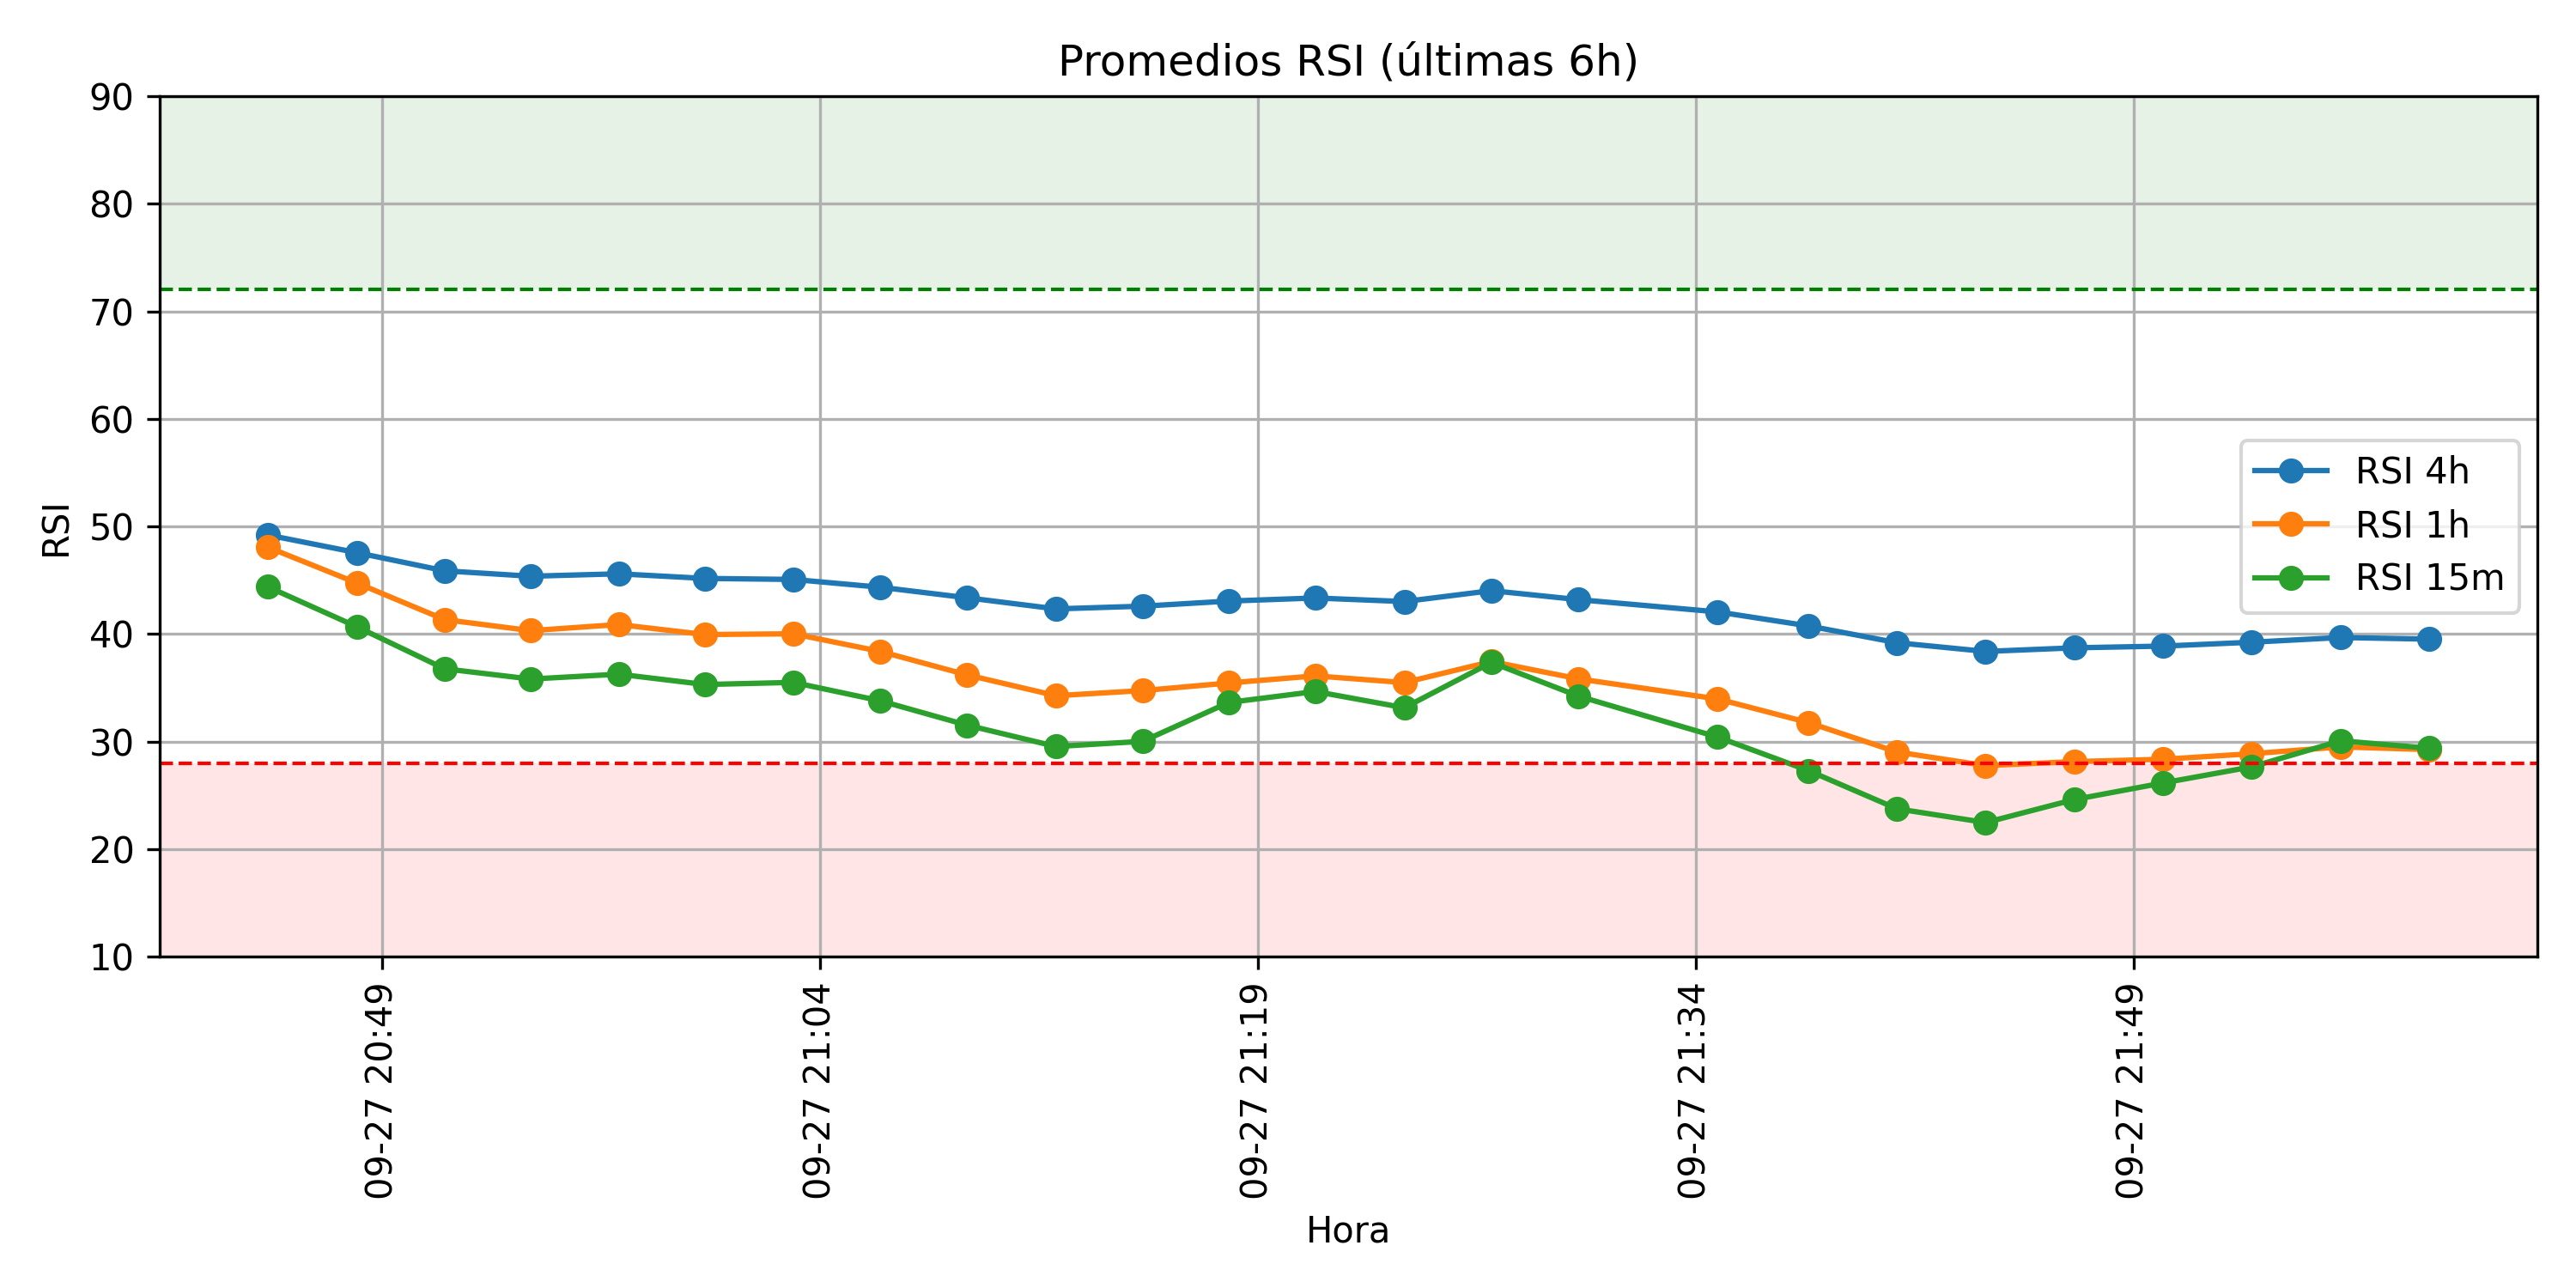 Promedios RSI (últimas 6h)
90
80
70
60
50
40
30
20
10
RSI
RSI 4h
RSI 1h
RSI 15m
09-27 20:49
09-27 21:04
09-27 21:19
09-27 21:34
09-27 21:49
Hora